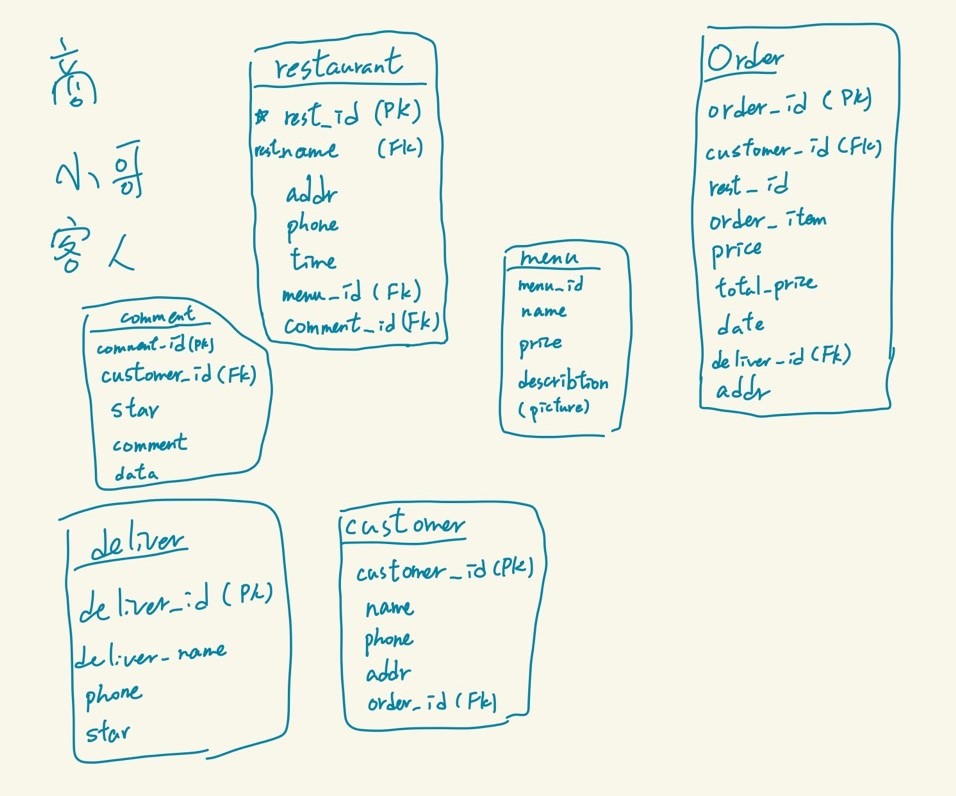 商
小哥
客人
restaurant
* rest_id (Pk)
restname (Fk)
addr
phone
time
menu_id (Fk)
comment_id (Fk)
Order
order_id (Pk)
customer_id (Fk)
rest_id
order_item
price
total_prize
date
deliver_id (Fk)
addr
menu
menu_id
name
prize
describtion
(picture)
comment
comment_id (Pk)
customer_id (Fk)
star
comment
data
deliver
deliver_id (Pk)
deliver_name
phone
star
customer
customer_id (Pk)
name
phone
addr
order_id (Fk)